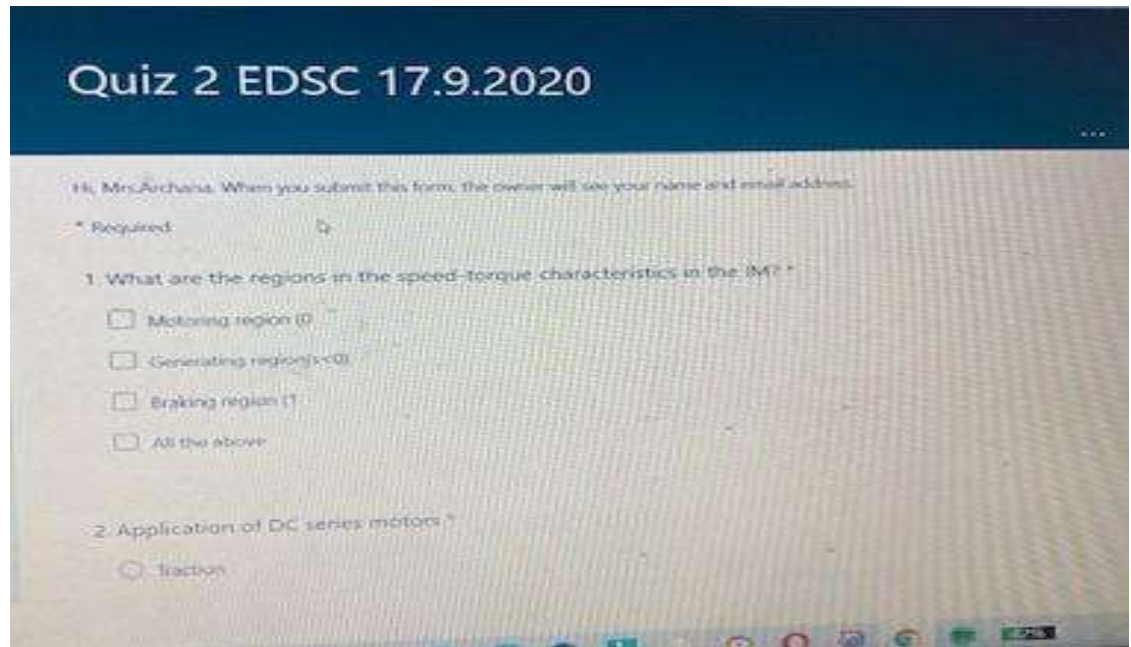 Quiz 2 EDSC 17.9.2020
...
Hi, Mrs.Archana. When you submit this form, the owner will see your name and email address.
* Required
1. What are the regions in the speed-torque characteristics in the IM? *
Motoring region (0
Generating region(s<0)
Braking region (1
All the above
2. Application of DC series motors *
Traction